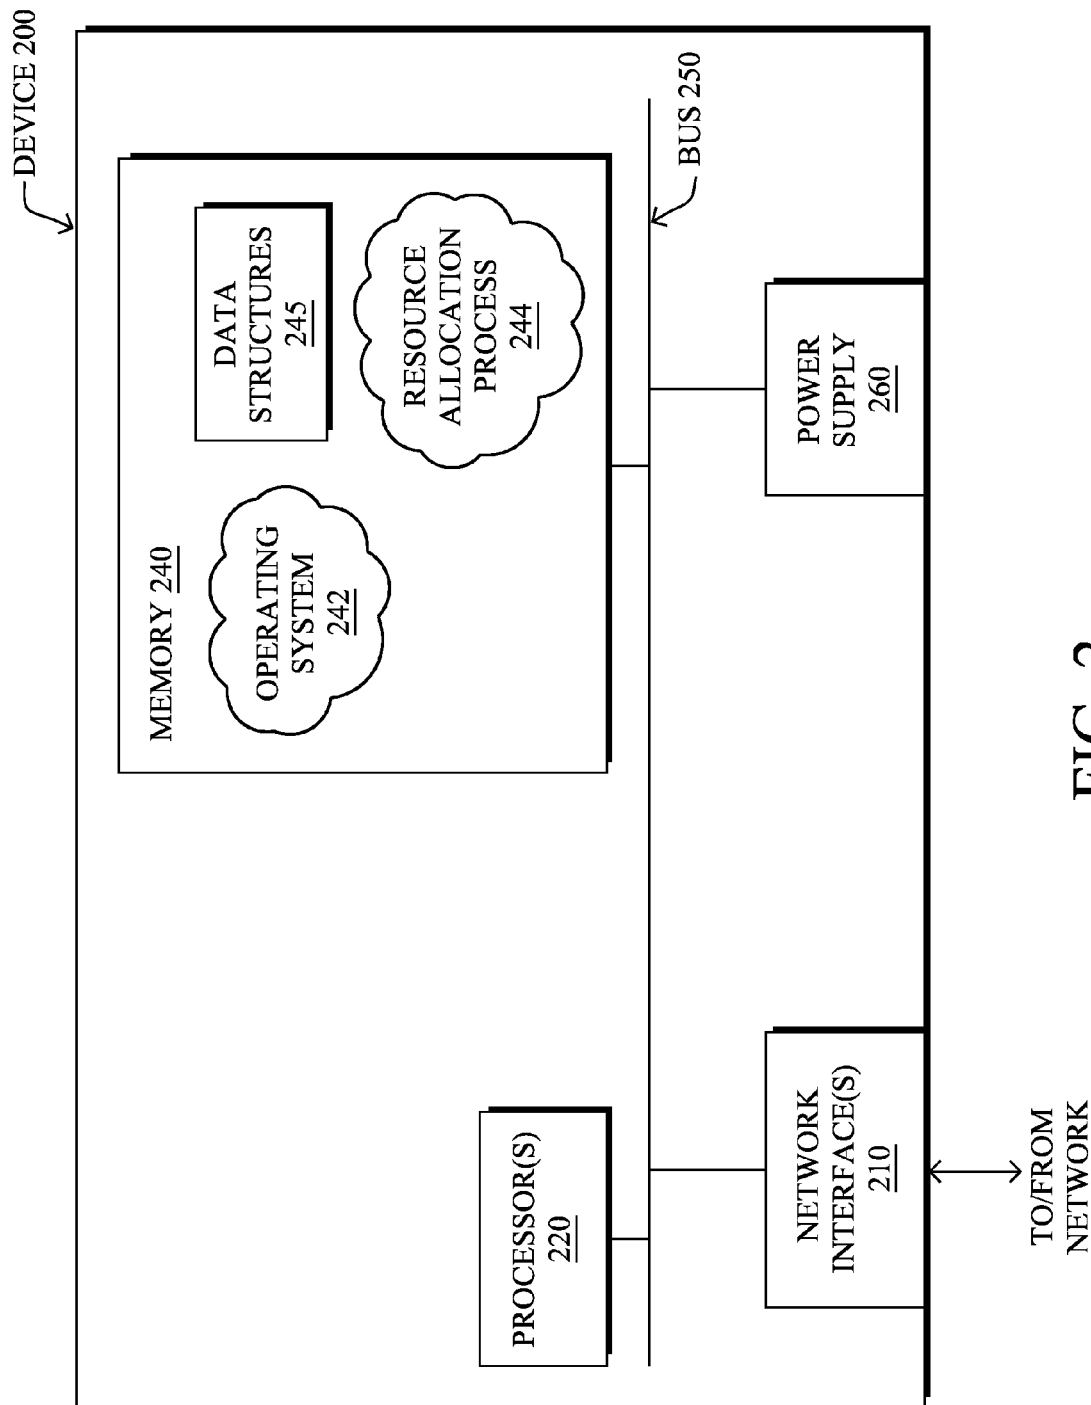 DEVICE 200
MEMORY 240
OPERATING
SYSTEM
242
DATA
STRUCTURES
245
RESOURCE
ALLOCATION
PROCESS
244
PROCESSOR(S)
220
BUS 250
NETWORK
INTERFACE(S)
210
POWER
SUPPLY
260
TO/FROM
NETWORK